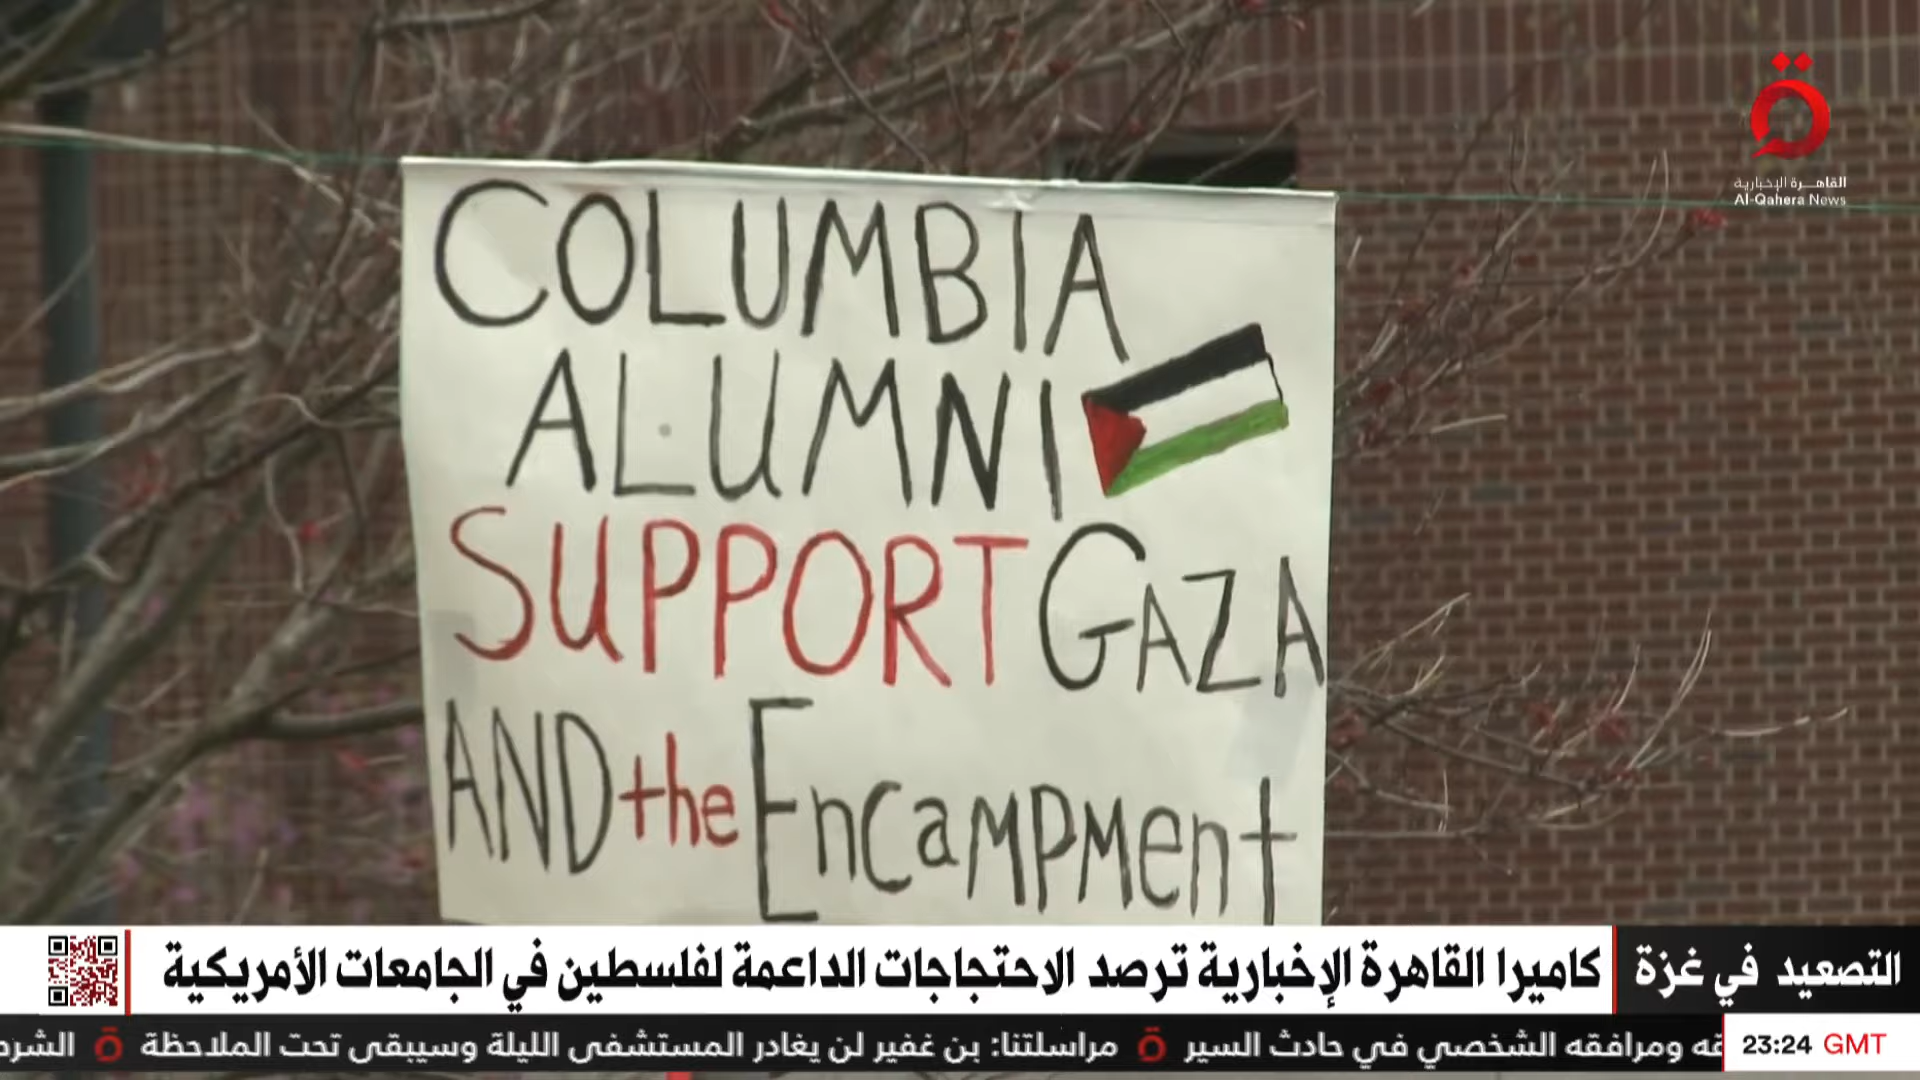 القاهرة الإخبارية
Al-Qahera News
COLUMBIA
ALUMNI
SUPPORT GAZA
AND the EncaMPMent
التصعيد في غزة
كاميرا القاهرة الإخبارية ترصد الاحتجاجات الداعمة لفلسطين في الجامعات الأمريكية
23:24 GMT
ومرافقه الشخصي في حادث السير مراسلتنا: بن غفير لن يغادر المستشفى الليلة وسيبقى تحت الملاحظة